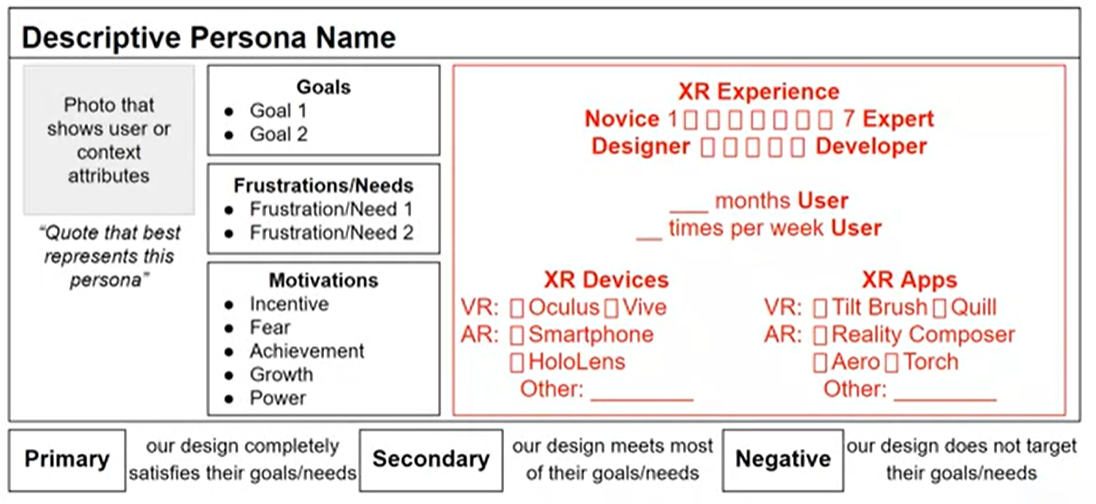 Descriptive Persona Name
Photo that
shows user or
context
attributes
“Quote that best
represents this
persona”
Goals
● Goal 1
● Goal 2
Frustrations/Needs
● Frustration/Need 1
● Frustration/Need 2
Motivations
● Incentive
● Fear
● Achievement
● Growth
● Power
XR Experience
Novice 1 ▯ ▯ ▯ ▯ ▯ ▯ ▯ 7 Expert
Designer ▯ ▯ ▯ ▯ ▯ Developer
___ months User
__ times per week User
XR Devices
VR: ▯ Oculus ▯ Vive
AR: ▯ Smartphone
▯ HoloLens
Other: ________
XR Apps
VR: ▯ Tilt Brush ▯ Quill
AR: ▯ Reality Composer
▯ Aero ▯ Torch
Other: ________
Primary
our design completely
satisfies their goals/needs
Secondary
our design meets most
of their goals/needs
Negative
our design does not target
their goals/needs